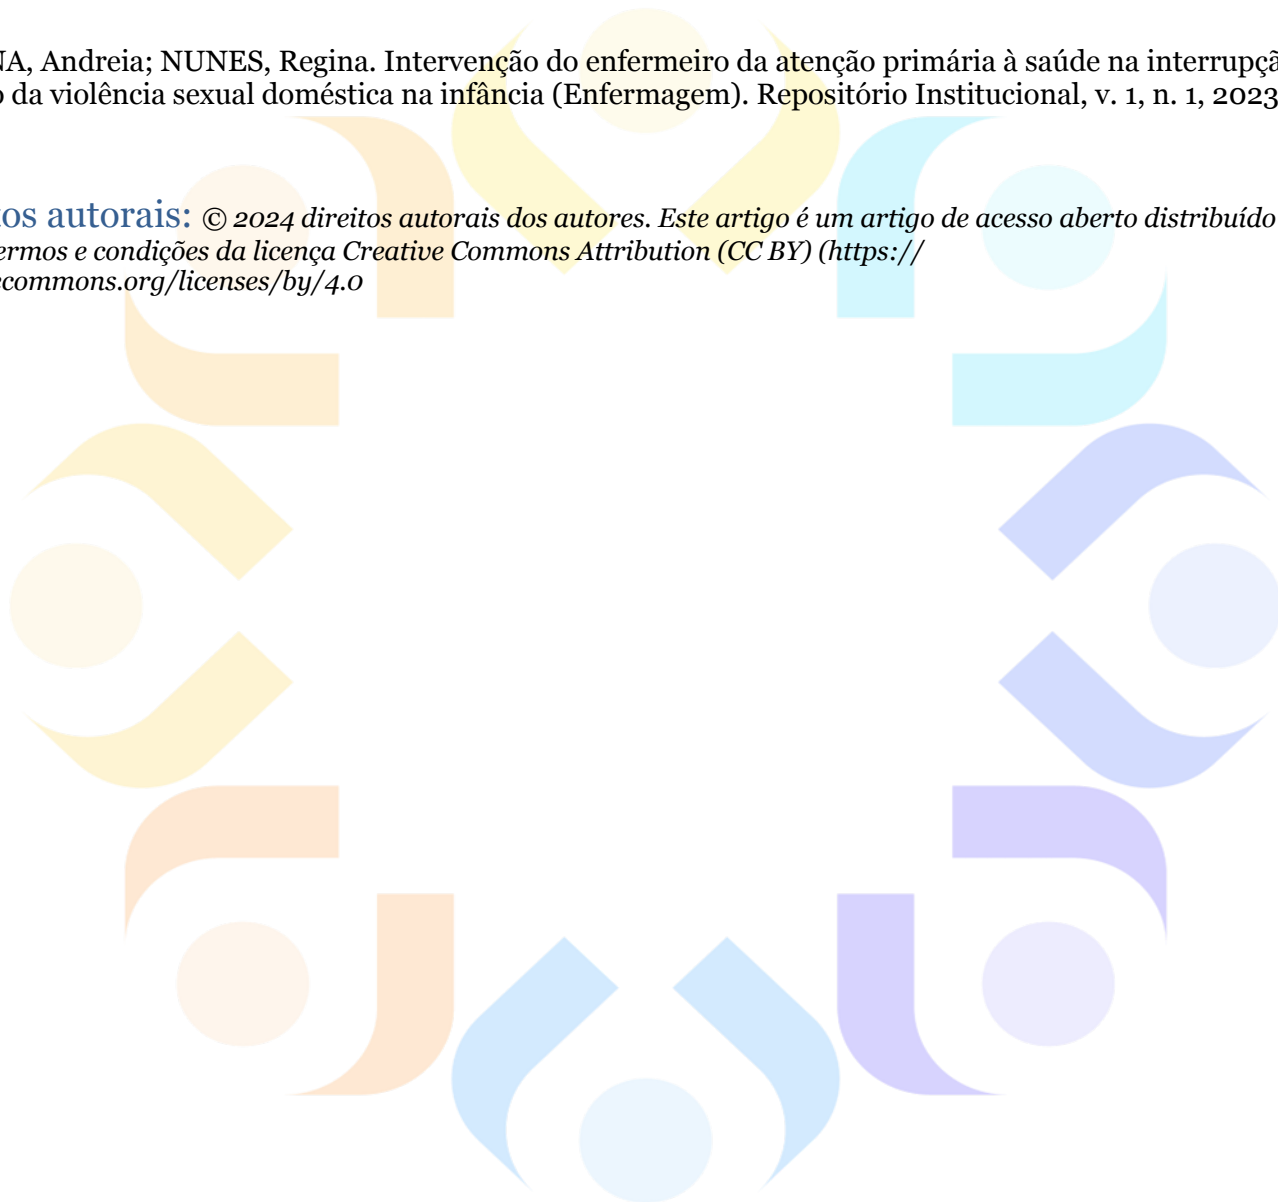 NA, Andreia; NUNES, Regina. Intervenção do enfermeiro da atenção primária à saúde na interrupçã
o da violência sexual doméstica na infância (Enfermagem). Repositório Institucional, v. 1, n. 1, 2023
tos autorais: © 2024 direitos autorais dos autores. Este artigo é um artigo de acesso aberto distribuído
ermos e condições da licença Creative Commons Attribution (CC BY) (https://
ecommons.org/licenses/by/4.0